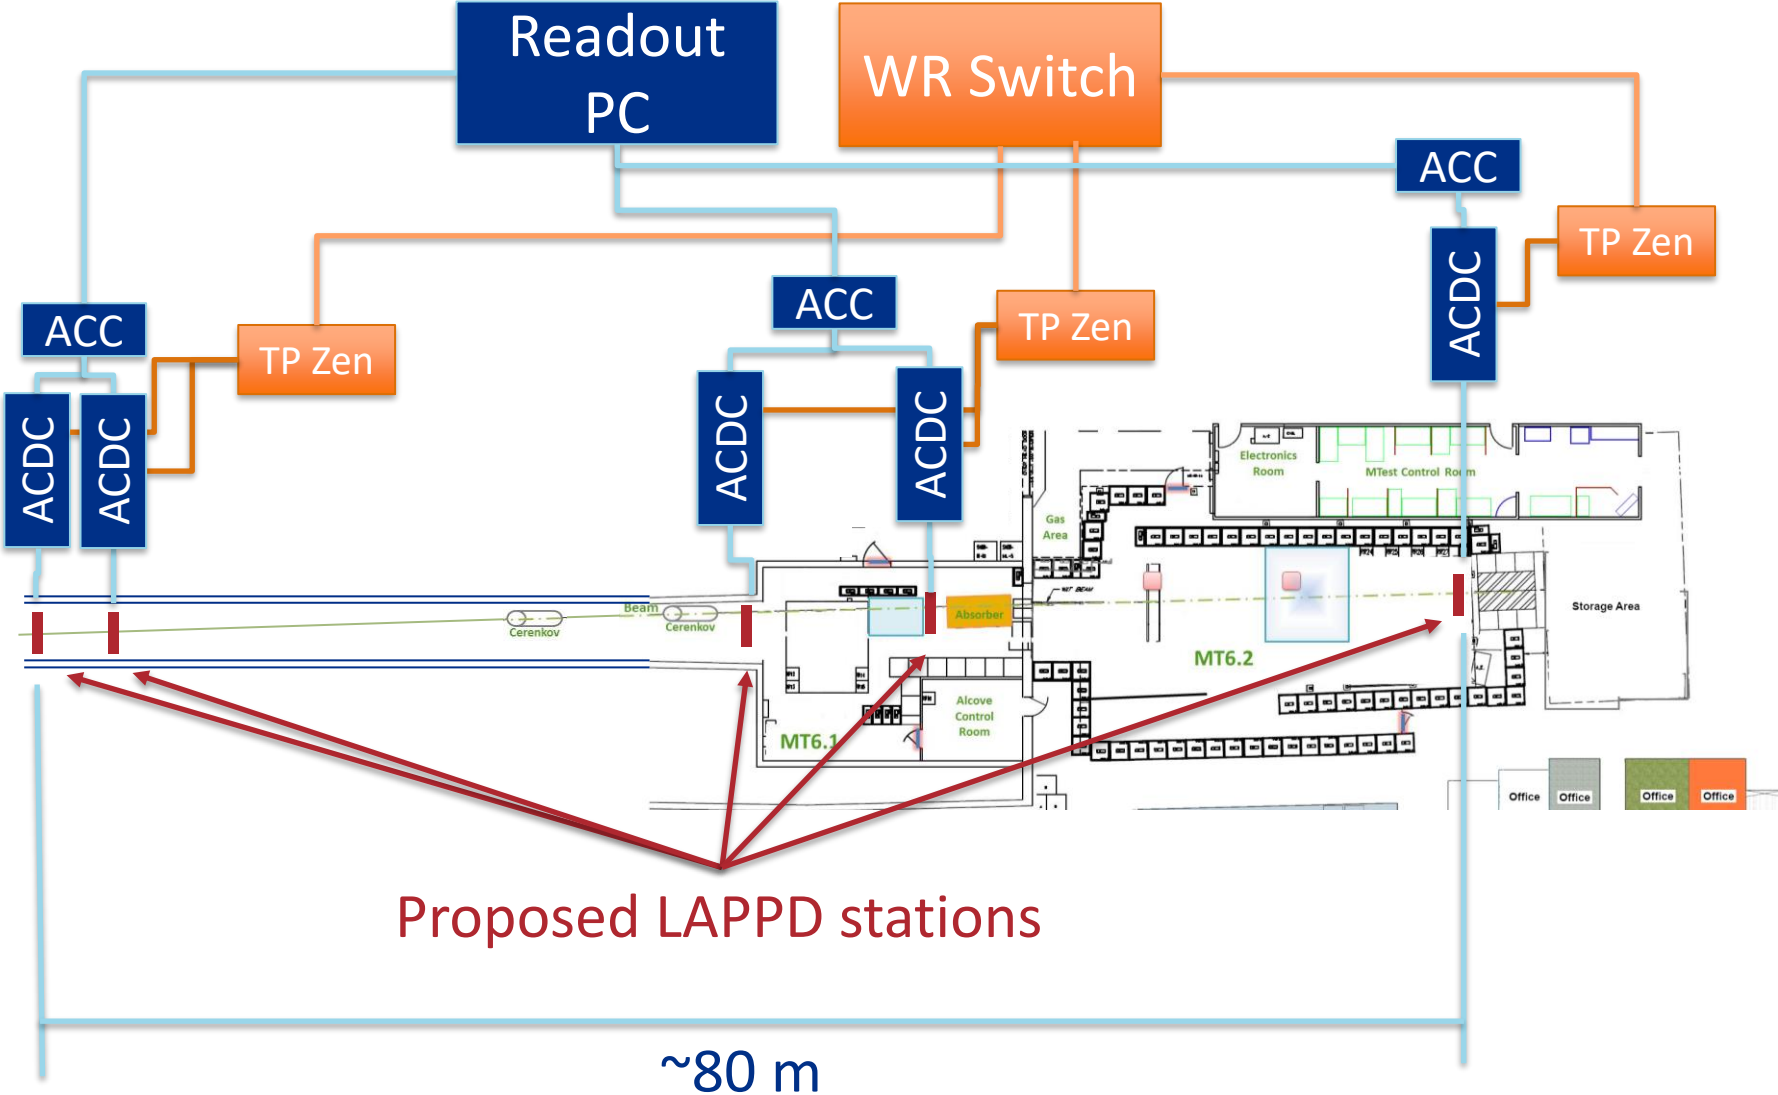 Readout
PC
WR Switch
ACC
TP Zen
ACC
TP Zen
ACC
TP Zen
ACDC
ACDC
ACDC
ACDC
ACDC
Electronics
Room
MTest Control Room
Gas
Area
Beam
Cerenkov
Cerenkov
Absorber
Storage Area
MT6.2
Alcove
Control
Room
MT6.1
Office
Office
Office
Office
Proposed LAPPD stations
~80 m